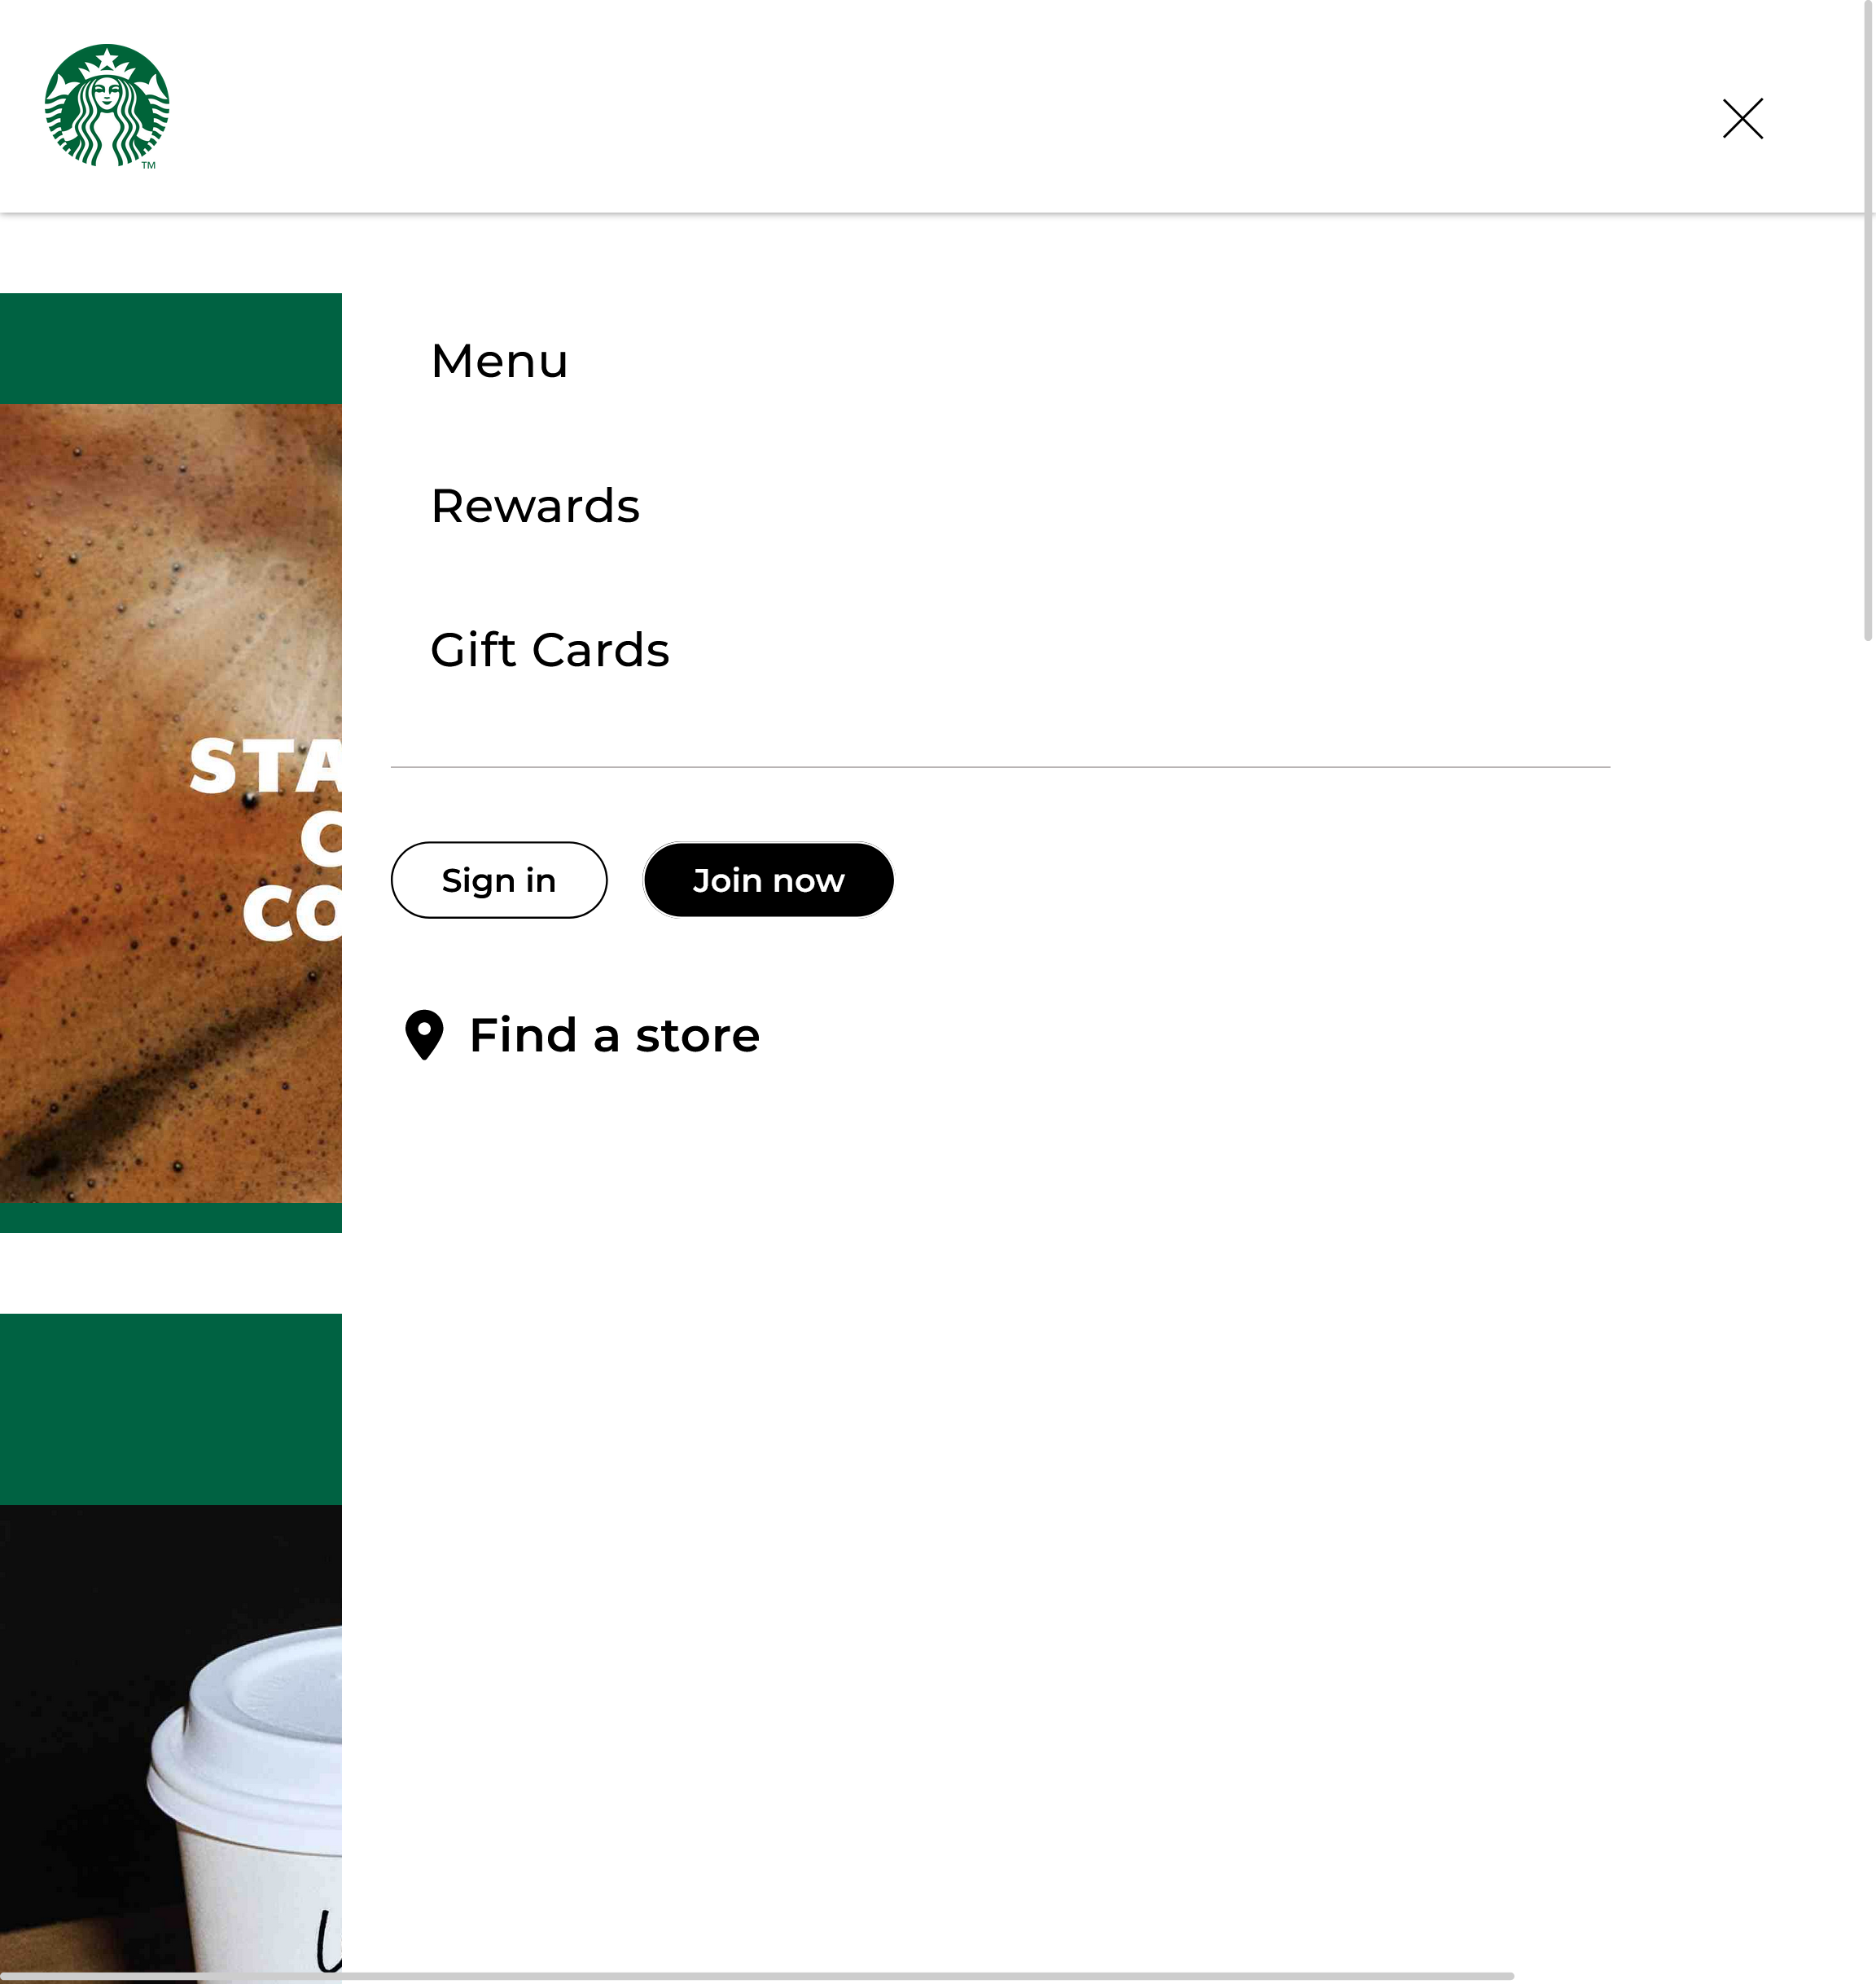 TM
Menu
Rewards
Gift Cards
STA
C
CO
Sign in
Join now
Find a store